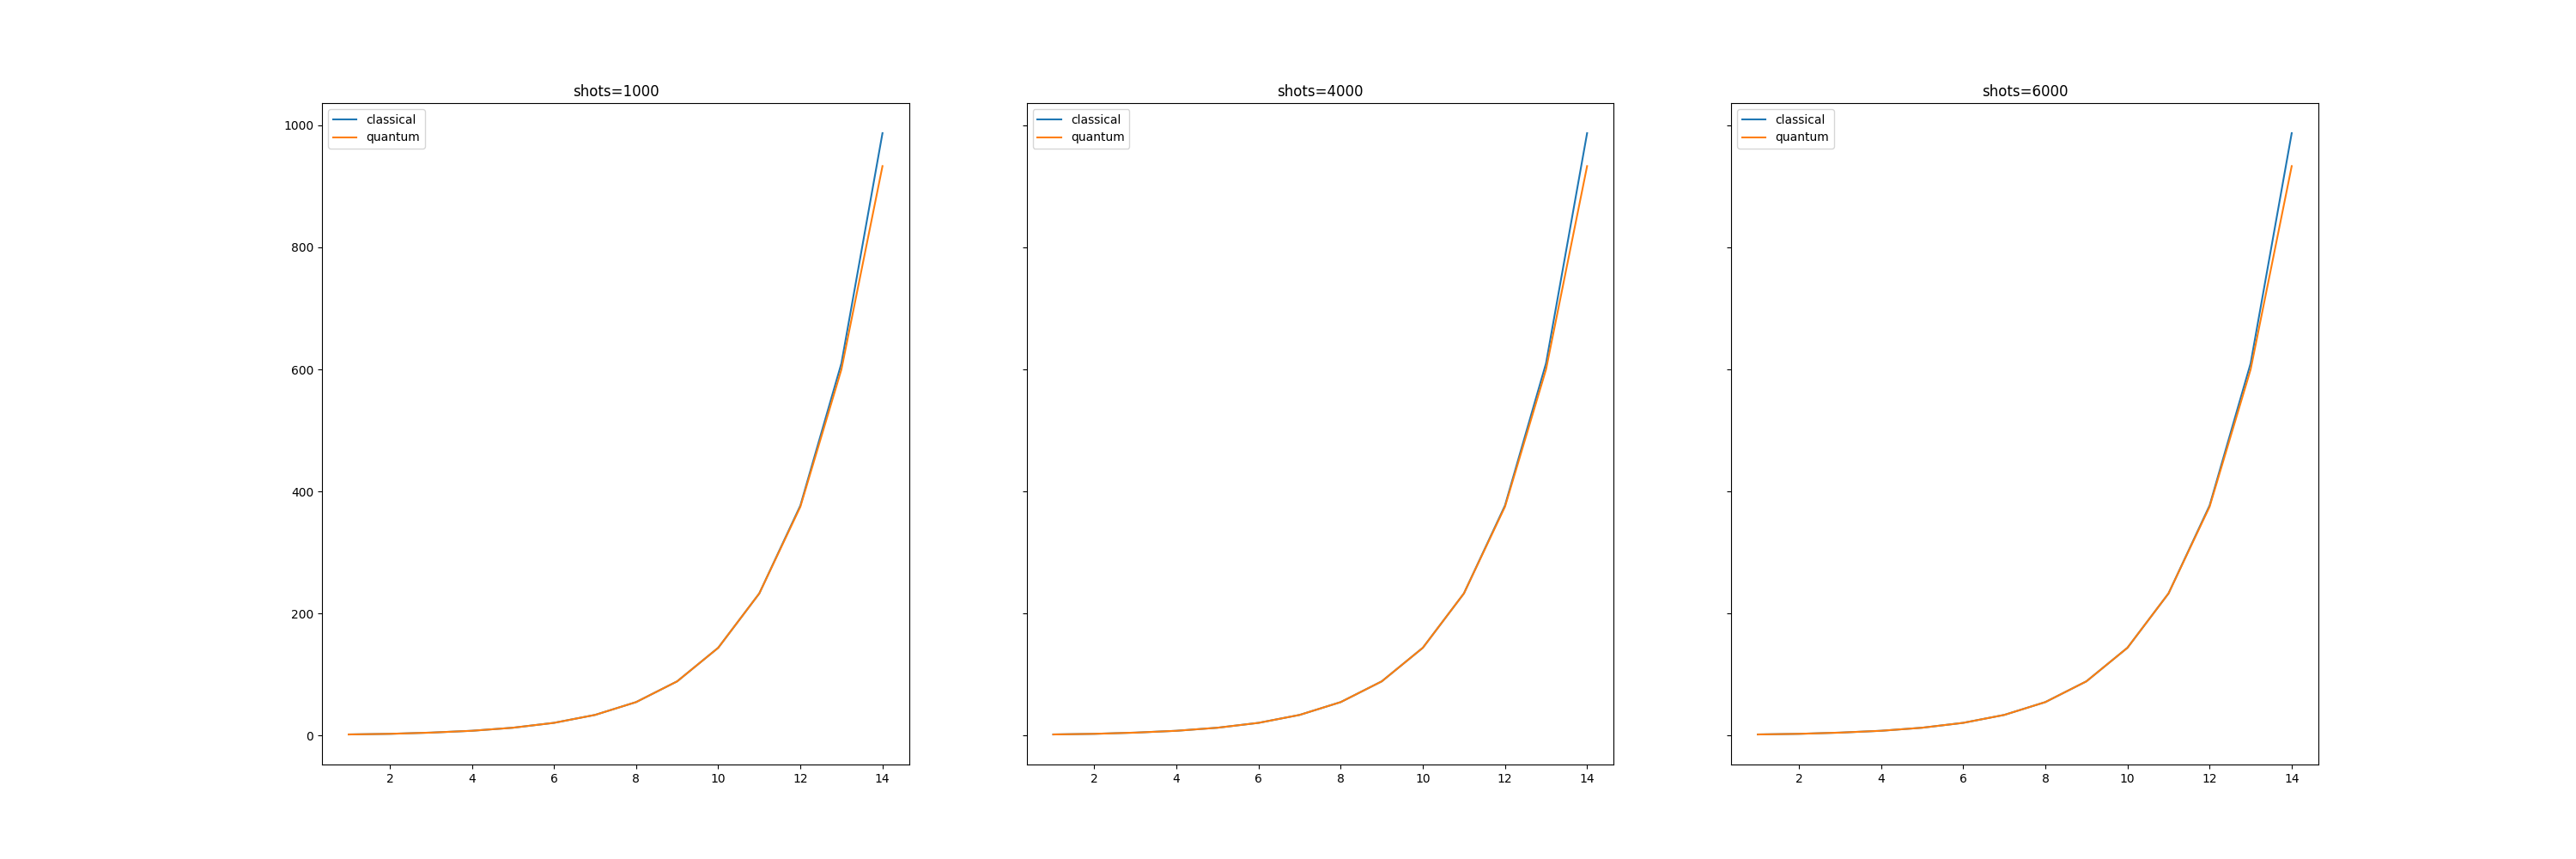 shots=1000
classical
quantum
1000
800
600
400
200
0
2 4 6 8 10 12 14
shots=4000
classical
quantum
2 4 6 8 10 12 14
shots=6000
classical
quantum
2 4 6 8 10 12 14